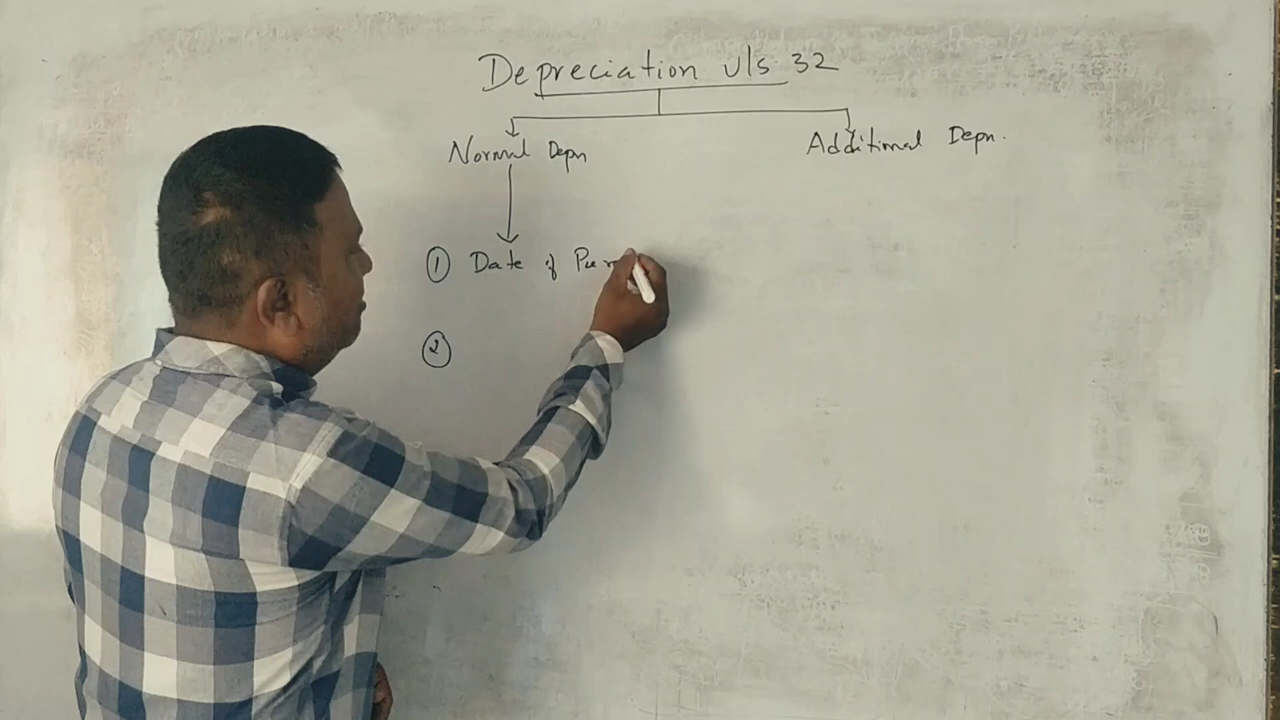 Depreciation u/s 32
Normal Depn
Additional Depn.
① Date of Pur
②